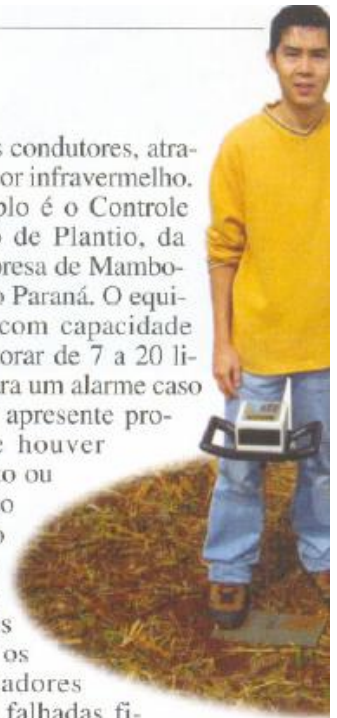 s condutores, atra-
or infravermelho.
plo é o Controle
o de Plantio, da
presa de Mambo-
o Paraná. O equi-
com capacidade
orar de 7 a 20 li-
ra um alarme caso
apresente pro-
e houver
to ou
o
o
s
os
adores
falhadas fi-